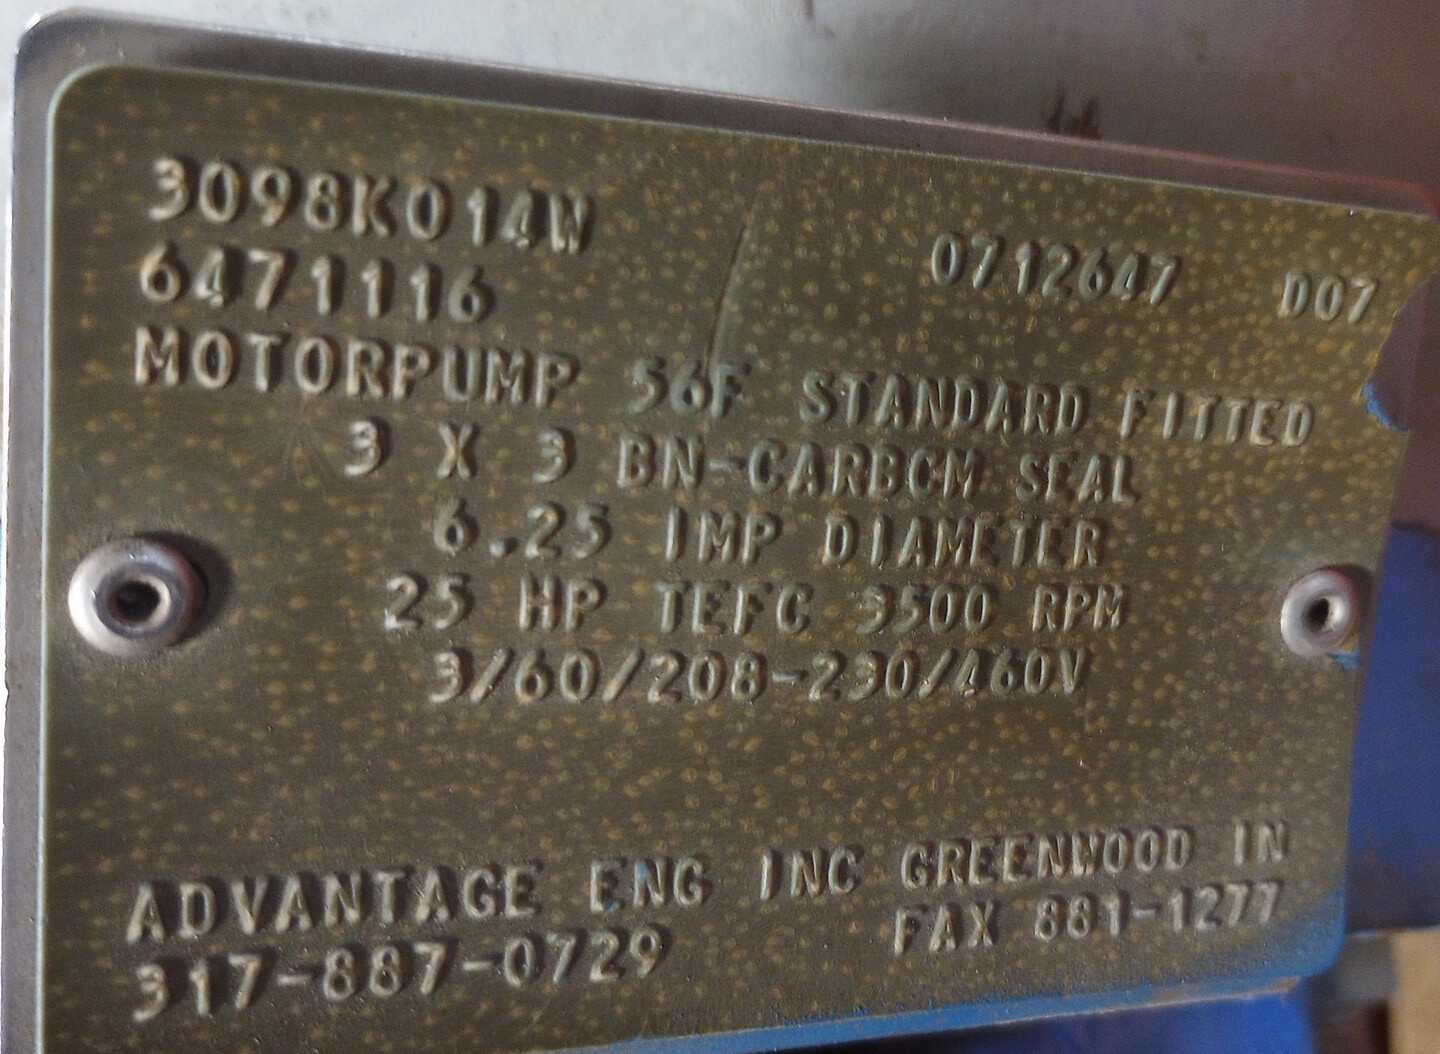 3098K014W
6471116 0712647 D07
MOTORPUMP 56F STANDARD FITTED
3 X 3 BN-CARBCM SEAL
6.25 IMP DIAMETER
25 HP TEFC 3500 RPM
3/60/208-230/460V
ADVANTAGE ENG INC GREENWOOD IN
317-887-0729 FAX 881-1277